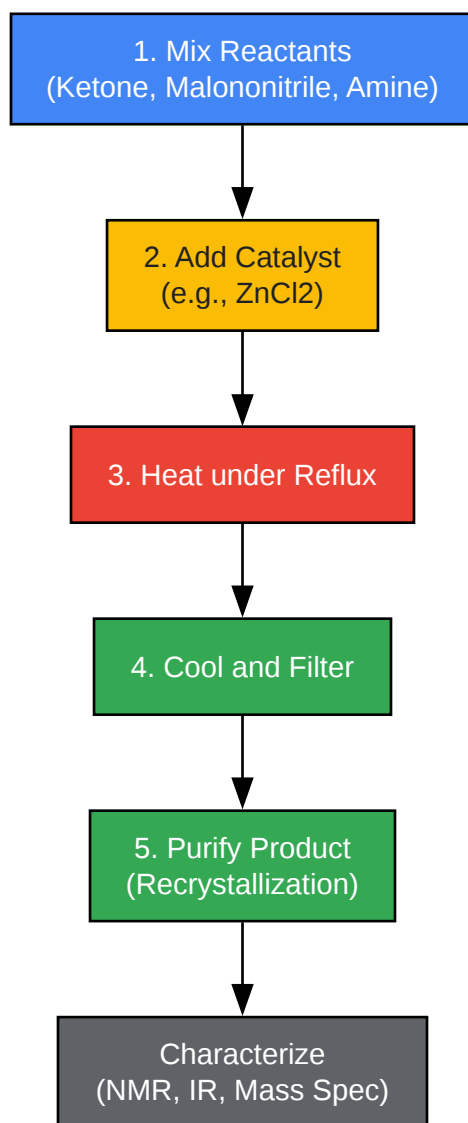 1. Mix Reactants
(Ketone, Malononitrile, Amine)
2. Add Catalyst
(e.g., ZnCl2)
3. Heat under Reflux
4. Cool and Filter
5. Purify Product
(Recrystallization)
Characterize
(NMR, IR, Mass Spec)